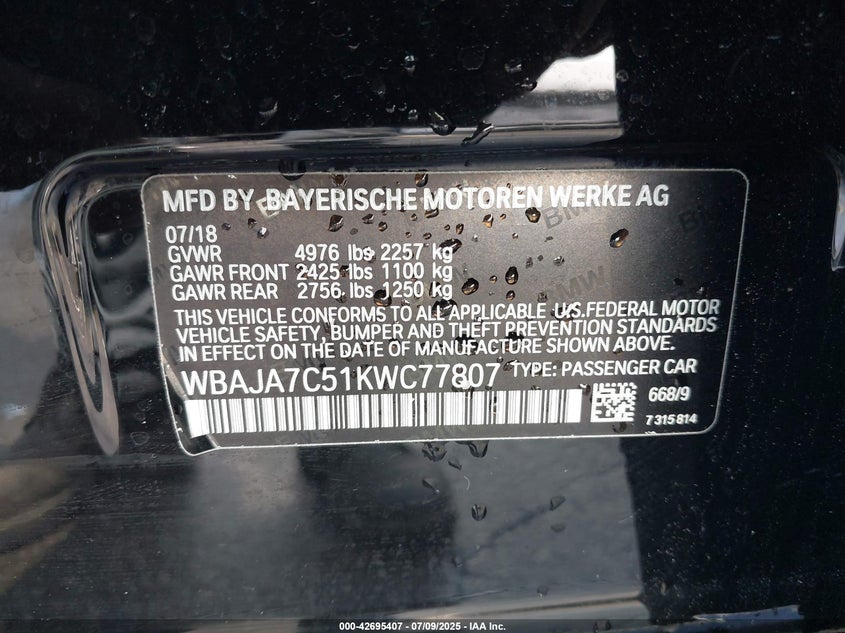 MFD BY BAYERISCHE MOTOREN WERKE AG
07/18
GVWR 4976 lbs 2257 kg
GAWR FRONT 2425 lbs 1100 kg
GAWR REAR 2756 lbs 1250 kg
THIS VEHICLE CONFORMS TO ALL APPLICABLE U.S.FEDERAL MOTOR
VEHICLE SAFETY, BUMPER AND THEFT PREVENTION STANDARDS
IN EFFECT ON THE DATE OF MANUFACTURE SHOWN ABOVE.
WBAJA7C51KWC77807 TYPE: PASSENGER CAR
668/9
7 315 814
000-42695407 / 07/09/2025 - IAA Inc.